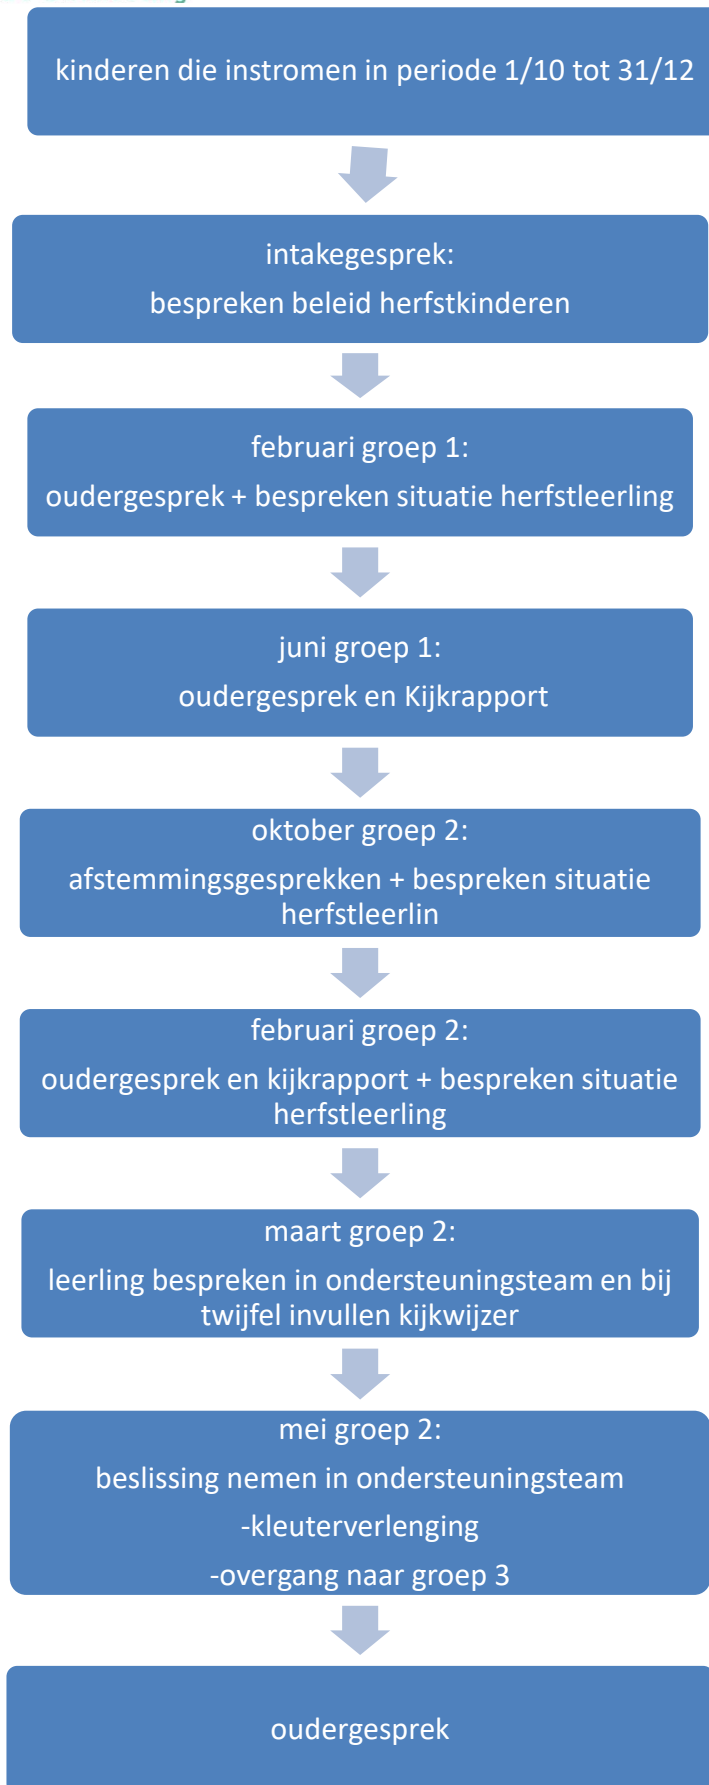 kinderen die instromen in periode 1/10 tot 31/12
intakegesprek:
bespreken beleid herfstkinderen
februari groep 1:
oudergesprek + bespreken situatie herfstleerling
juni groep 1:
oudergesprek en Kijkrapport
oktober groep 2:
afstemmingsgesprekken + bespreken situatie
herfstleerlin
februari groep 2:
oudergesprek en kijkrapport + bespreken situatie
herfstleerling
maart groep 2:
leerling bespreken in ondersteuningsteam en bij
twijfel invullen kijkwijzer
mei groep 2:
beslissing nemen in ondersteuningsteam
-kleuterverlenging
-overgang naar groep 3
oudergesprek